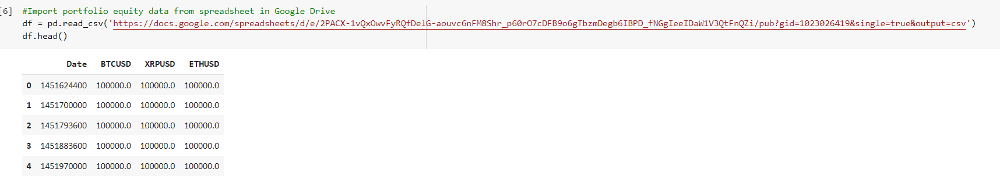 [6] #Import portfolio equity data from spreadsheet in Google Drive
df = pd.read_csv('https://docs.google.com/spreadsheets/d/e/2PACX-1vQxOwvFyRQfDelG-aouvc6nFM8Shr_p60rO7cDFB9o6gTbzmDegb6IBPD_fNGgIeeIDaW1V3QtFnQZi/pub?gid=1023026419&single=true&output=csv')
df.head()
Date BTCUSD XRPUSD ETHUSD
0 1451624400 100000.0 100000.0 100000.0
1 1451700000 100000.0 100000.0 100000.0
2 1451793600 100000.0 100000.0 100000.0
3 1451883600 100000.0 100000.0 100000.0
4 1451970000 100000.0 100000.0 100000.0